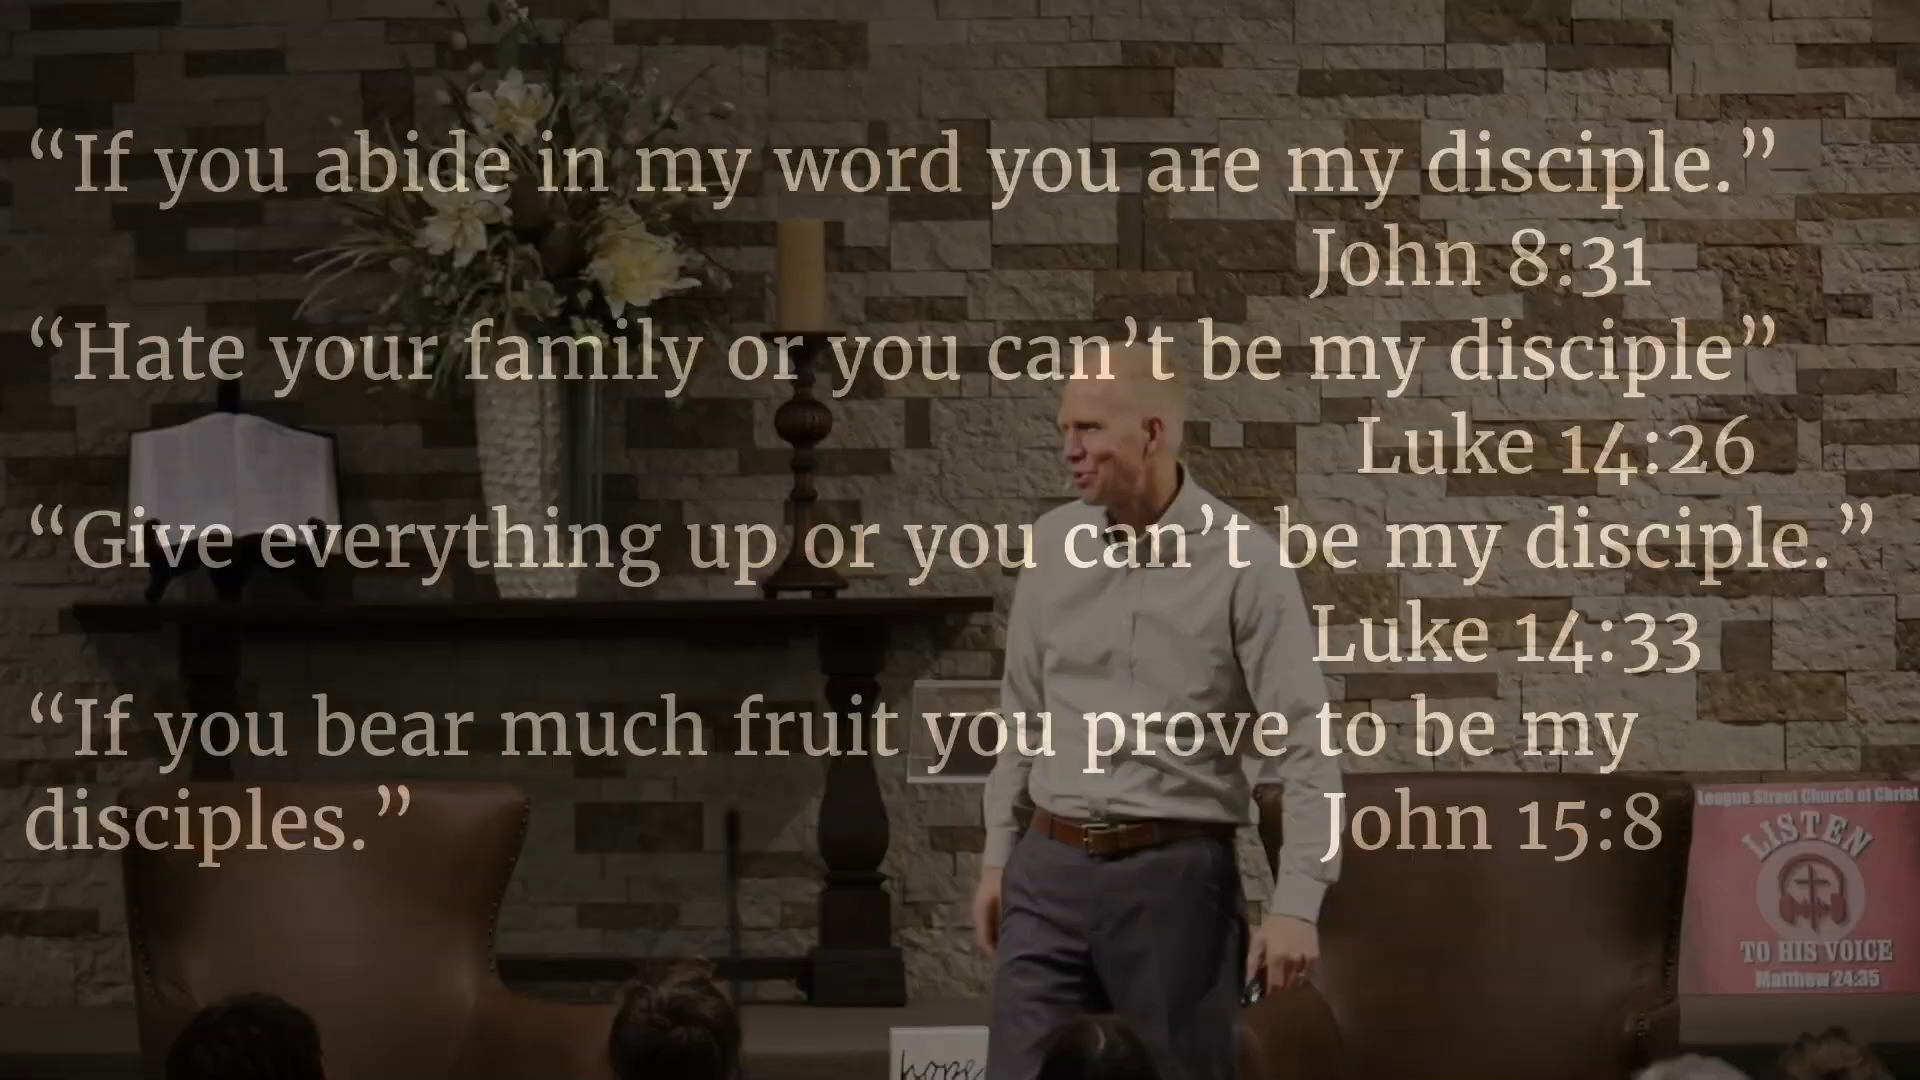 “If you abide in my word you are my disciple.”
John 8:31
“Hate your family or you can’t be my disciple”
Luke 14:26
“Give everything up or you can’t be my disciple.”
Luke 14:33
“If you bear much fruit you prove to be my
disciples.”
John 15:8
League Street Church of Christ
LISTEN
TO HIS VOICE
Matthew 24:35
hope